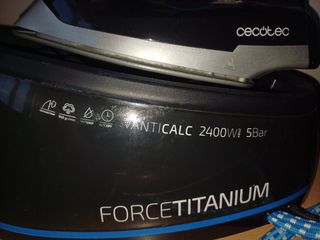 cecotec
ANTICALC 2400W 5Bar
FORCETITANIUM